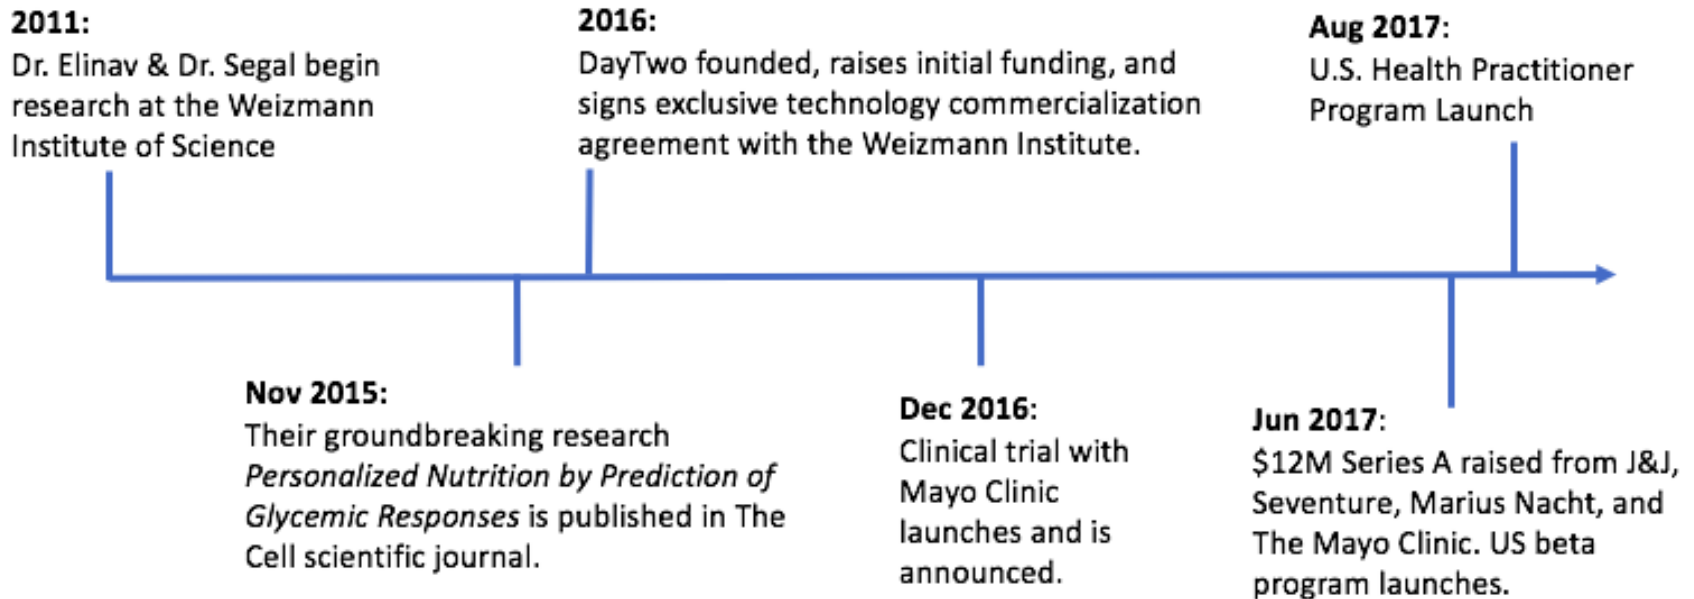 2011:
Dr. Elinav & Dr. Segal begin
research at the Weizmann
Institute of Science
2016:
DayTwo founded, raises initial funding, and
signs exclusive technology commercialization
agreement with the Weizmann Institute.
Aug 2017:
U.S. Health Practitioner
Program Launch
Nov 2015:
Their groundbreaking research
Personalized Nutrition by Prediction of
Glycemic Responses is published in The
Cell scientific journal.
Dec 2016:
Clinical trial with
Mayo Clinic
launches and is
announced.
Jun 2017:
$12M Series A raised from J&J,
Seventure, Marius Nacht, and
The Mayo Clinic. US beta
program launches.